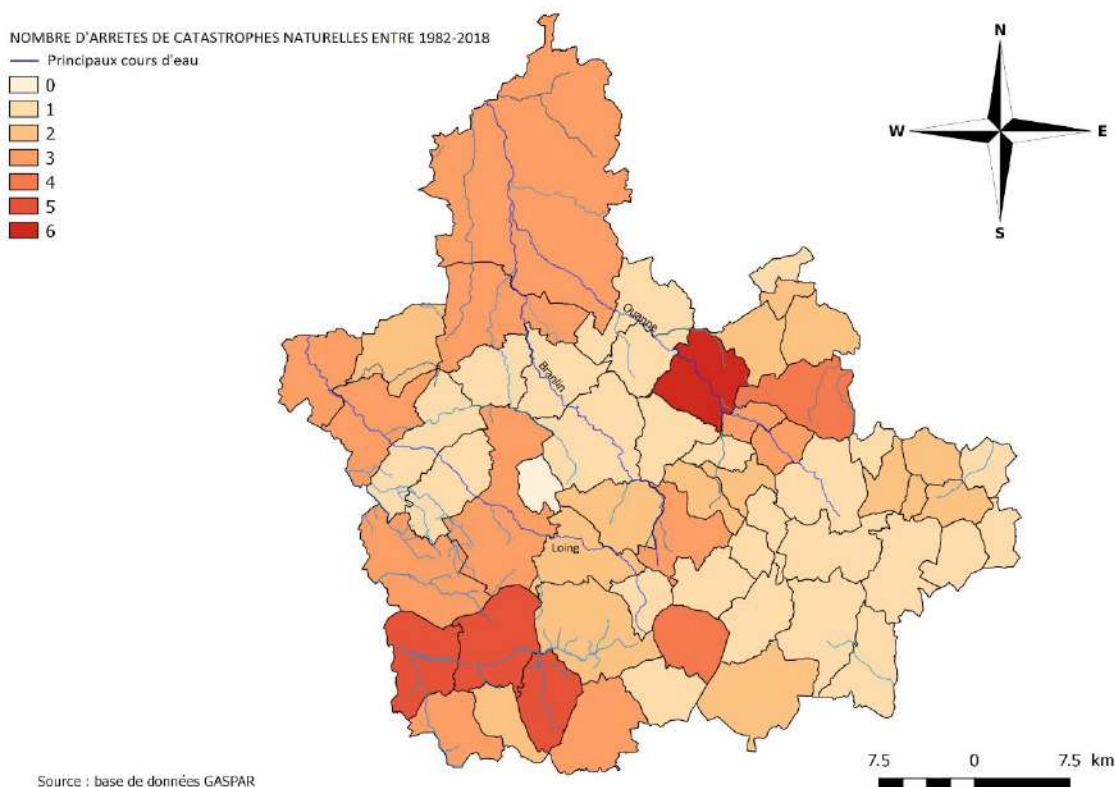 NOMBRE D'ARRETES DE CATASTROPHES NATURELLES ENTRE 1982-2018
Principaux cours d'eau
0
1
2
3
4
5
6
N
W
E
S
Ouanne
Branlin
Loing
7.5 0 7.5 km
Source : base de données GASPAR